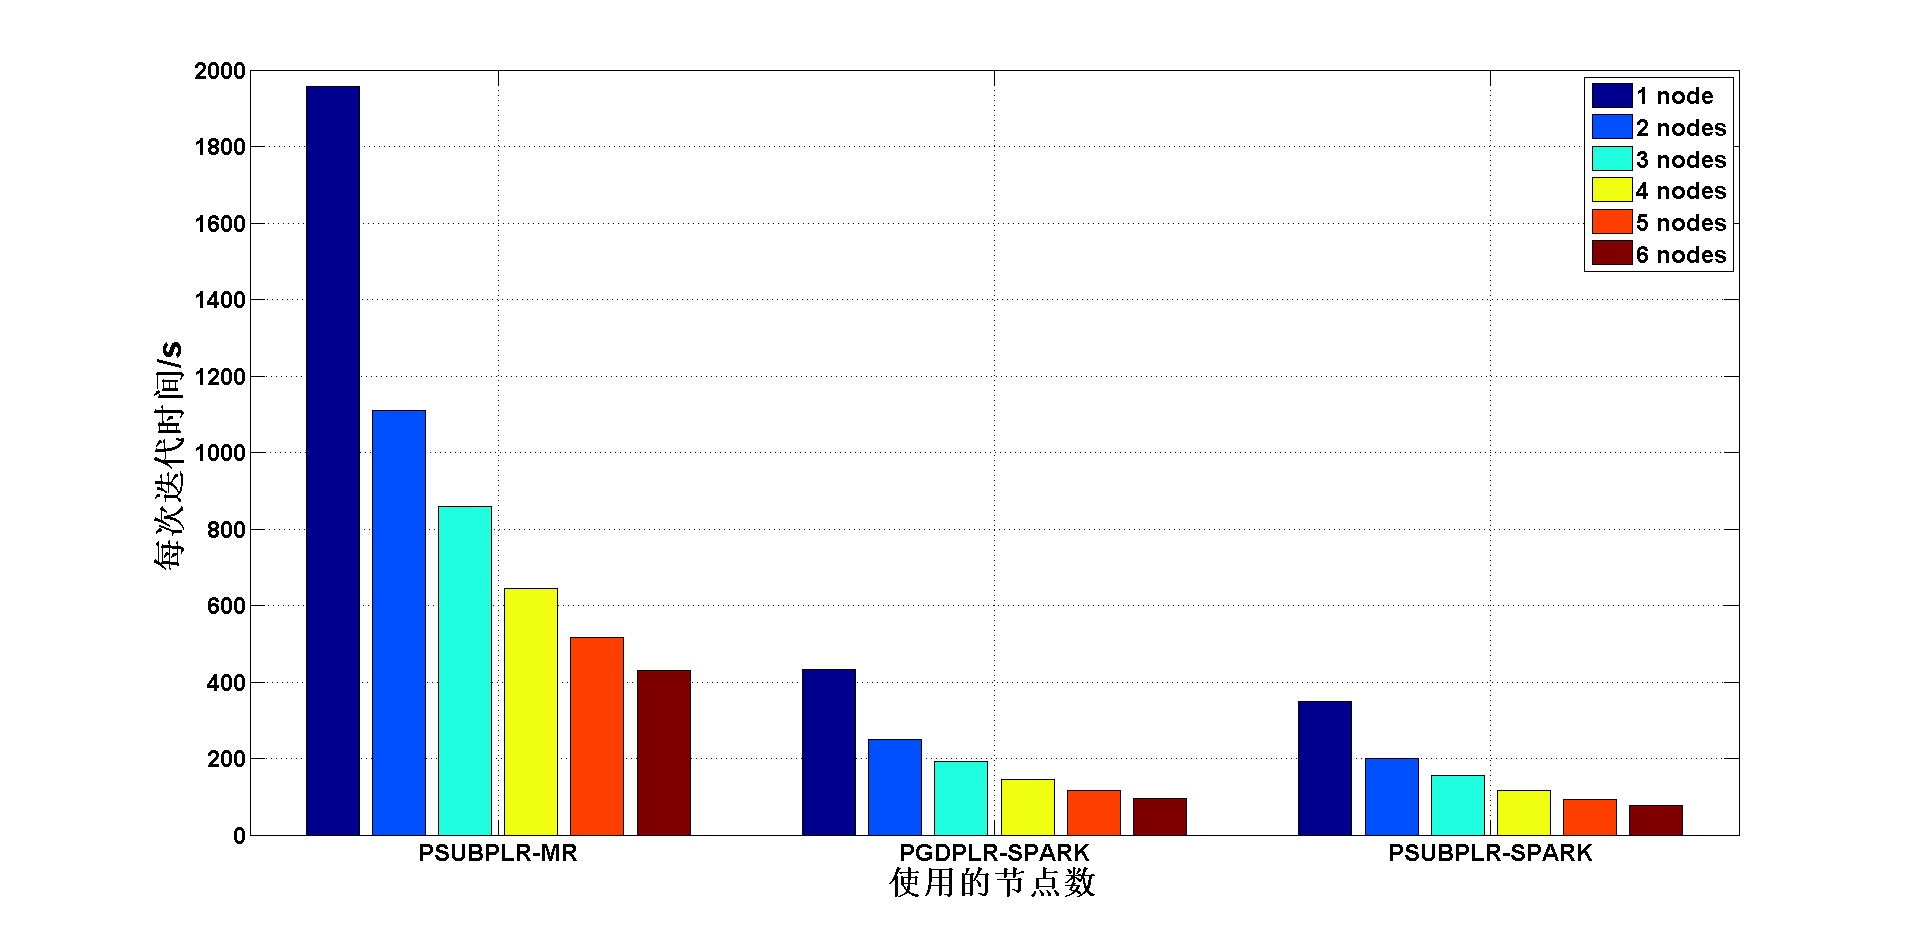 2000
1800
1600
1400
1200
1000
800
600
400
200
0
每次迭代时间/s
1 node
2 nodes
3 nodes
4 nodes
5 nodes
6 nodes
PSUBPLR-MR
PGDPLR-SPARK
PSUBPLR-SPARK
使用的节点数